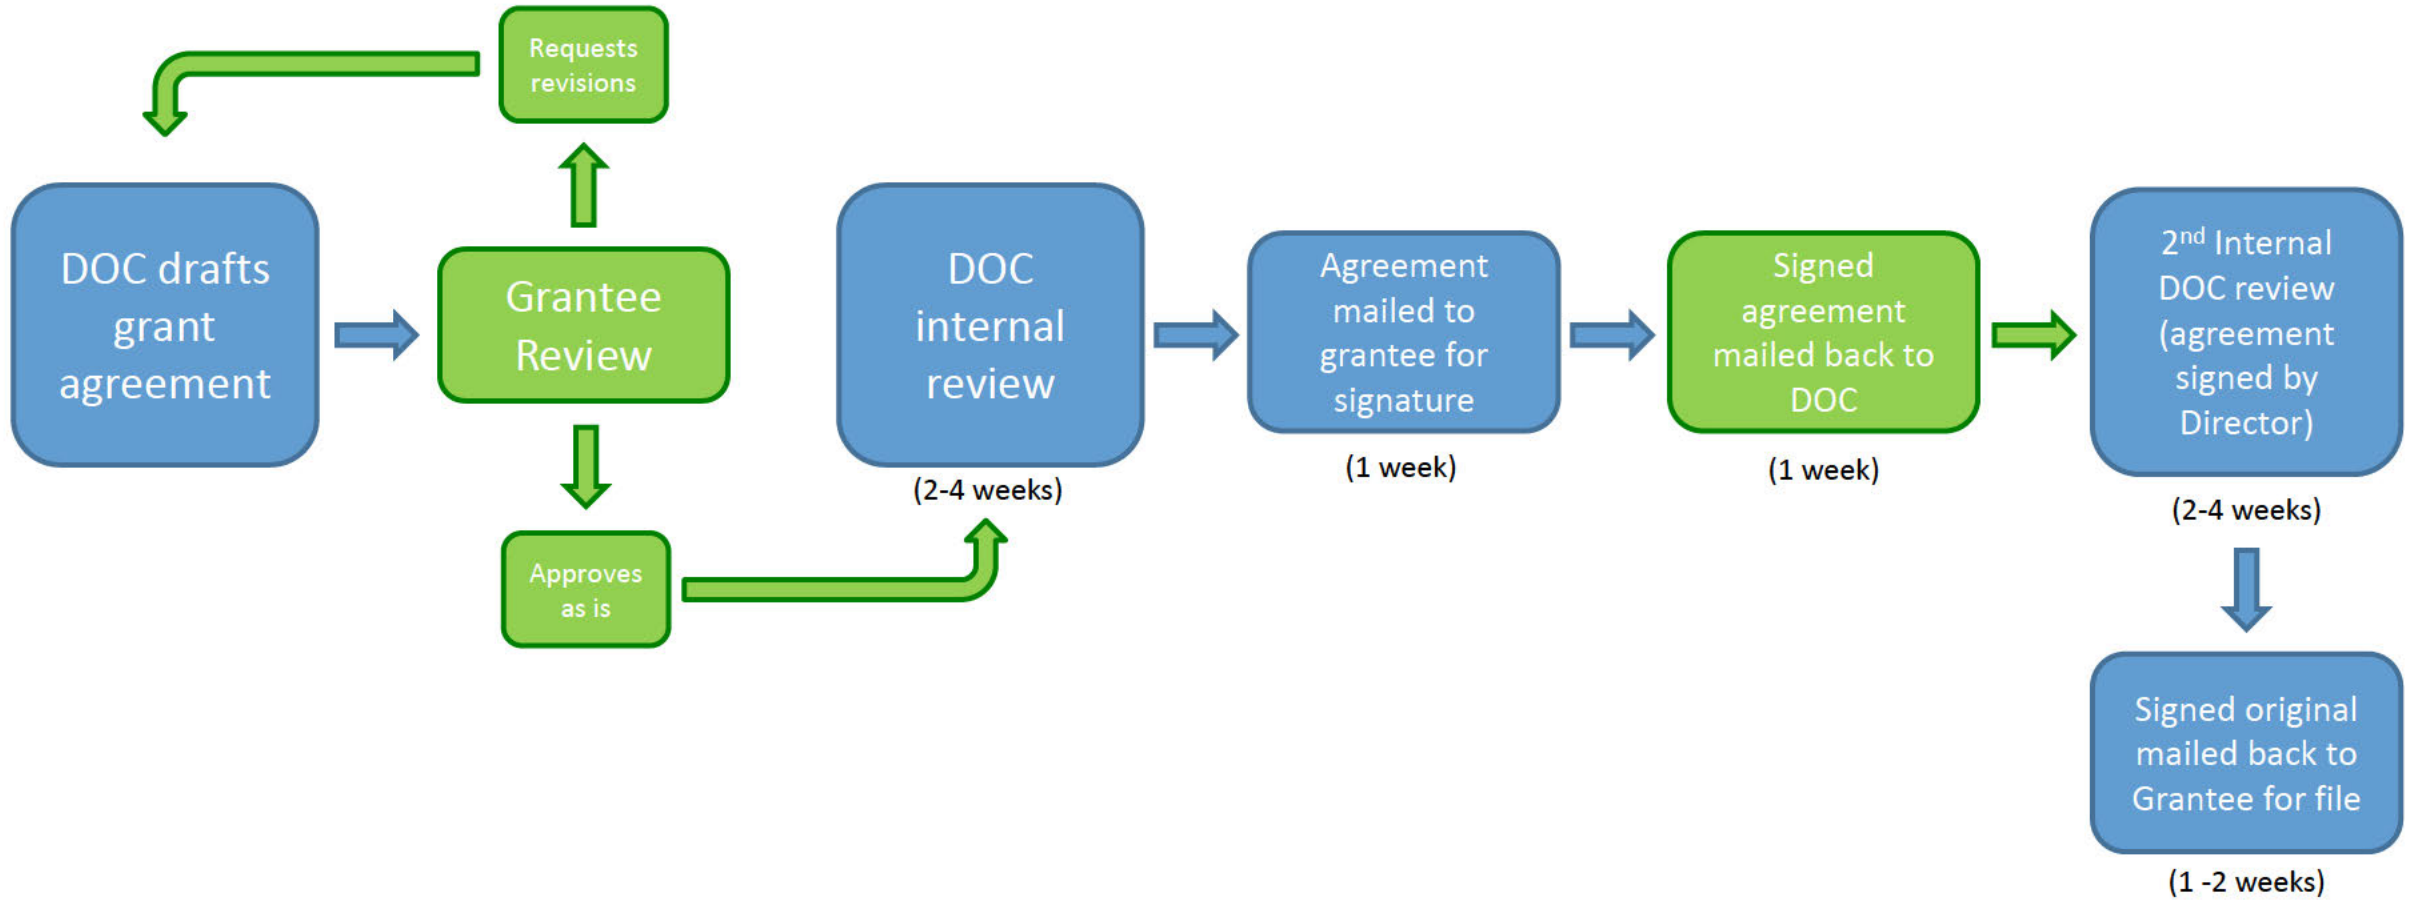 Requests
revisions
DOC drafts
grant
agreement
Grantee
Review
Approves
as is
DOC
internal
review
(2-4 weeks)
Agreement
mailed to
grantee for
signature
(1 week)
Signed
agreement
mailed back to
DOC
(1 week)
2nd Internal
DOC review
(agreement
signed by
Director)
(2-4 weeks)
Signed original
mailed back to
Grantee for file
(1 -2 weeks)